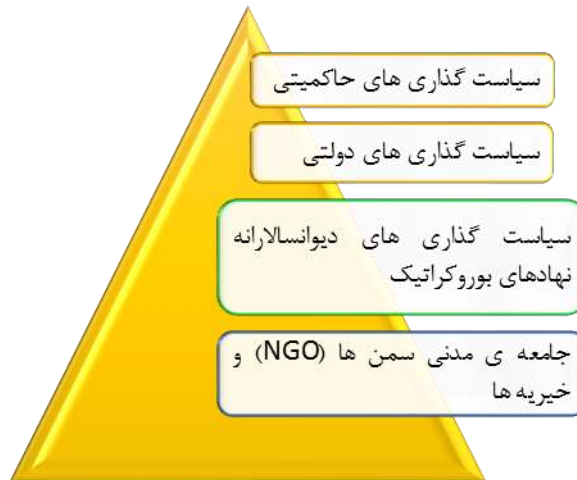 سیاست گذاری های حاکمیتی
سیاست گذاری های دولتی
سیاست گذاری های دیوانسالارانه
نهادهای بوروکراتیک
جامعه ی مدنی سمن ها (NGO) و
خیریه ها